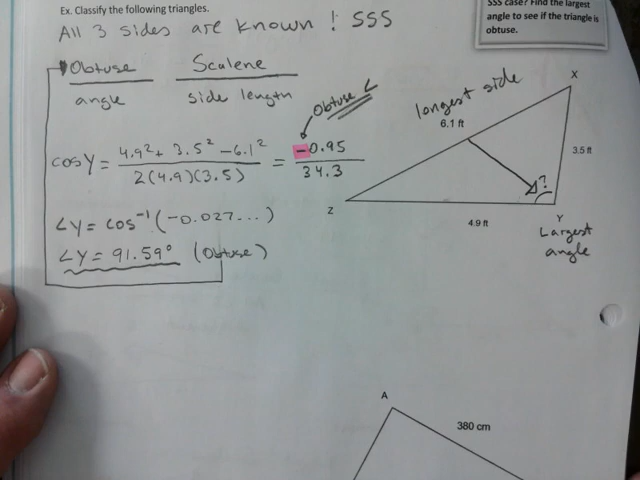 Ex. Classify the following triangles.
SSS case? Find the largest
angle to see if the triangle is
obtuse.
All 3 sides are known ! SSS
Obtuse Scalene
angle side length
obtuse ∠
cosY = 4.9² + 3.5² - 6.1² / 2(4.9)(3.5) = -0.95 / 34.3
∠Y = cos⁻¹(-0.027...)
∠Y = 91.59° (Obtuse)
longest side
X
6.1 ft
3.5 ft
?
Z
Y
4.9 ft
Largest
angle
A
380 cm